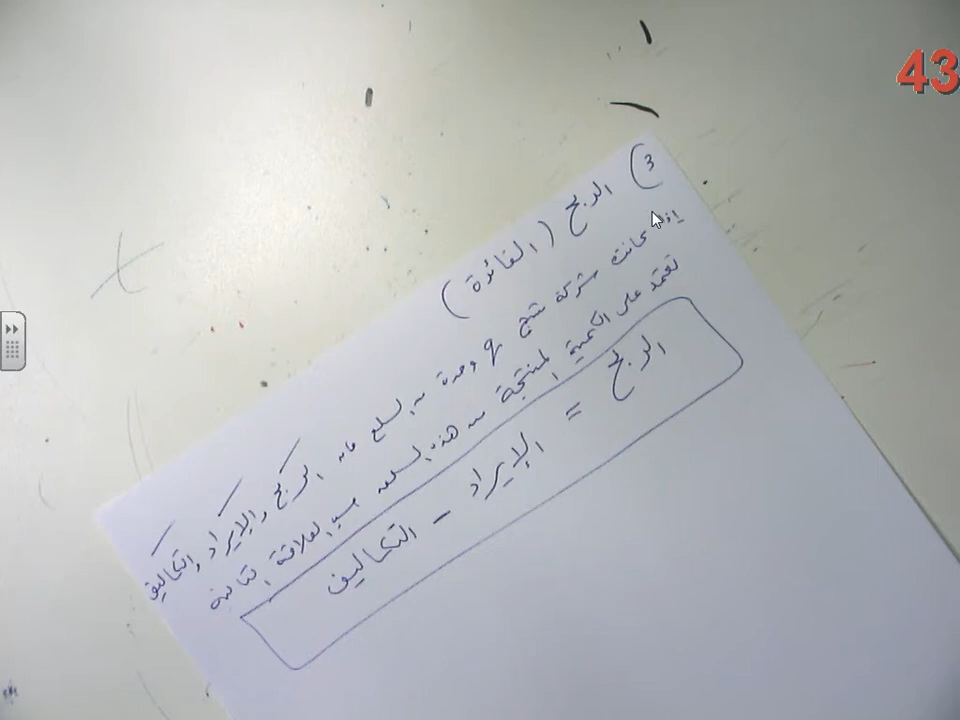 43
3) الربح (الفائدة)
إذا كانت شركة تنتج وحدة من السلع فإن الربح والإيراد والتكاليف
تعتمد على الكمية المنتجة من هذه السلعه حسب العلاقة التالية
الربح = الإيراد - التكاليف